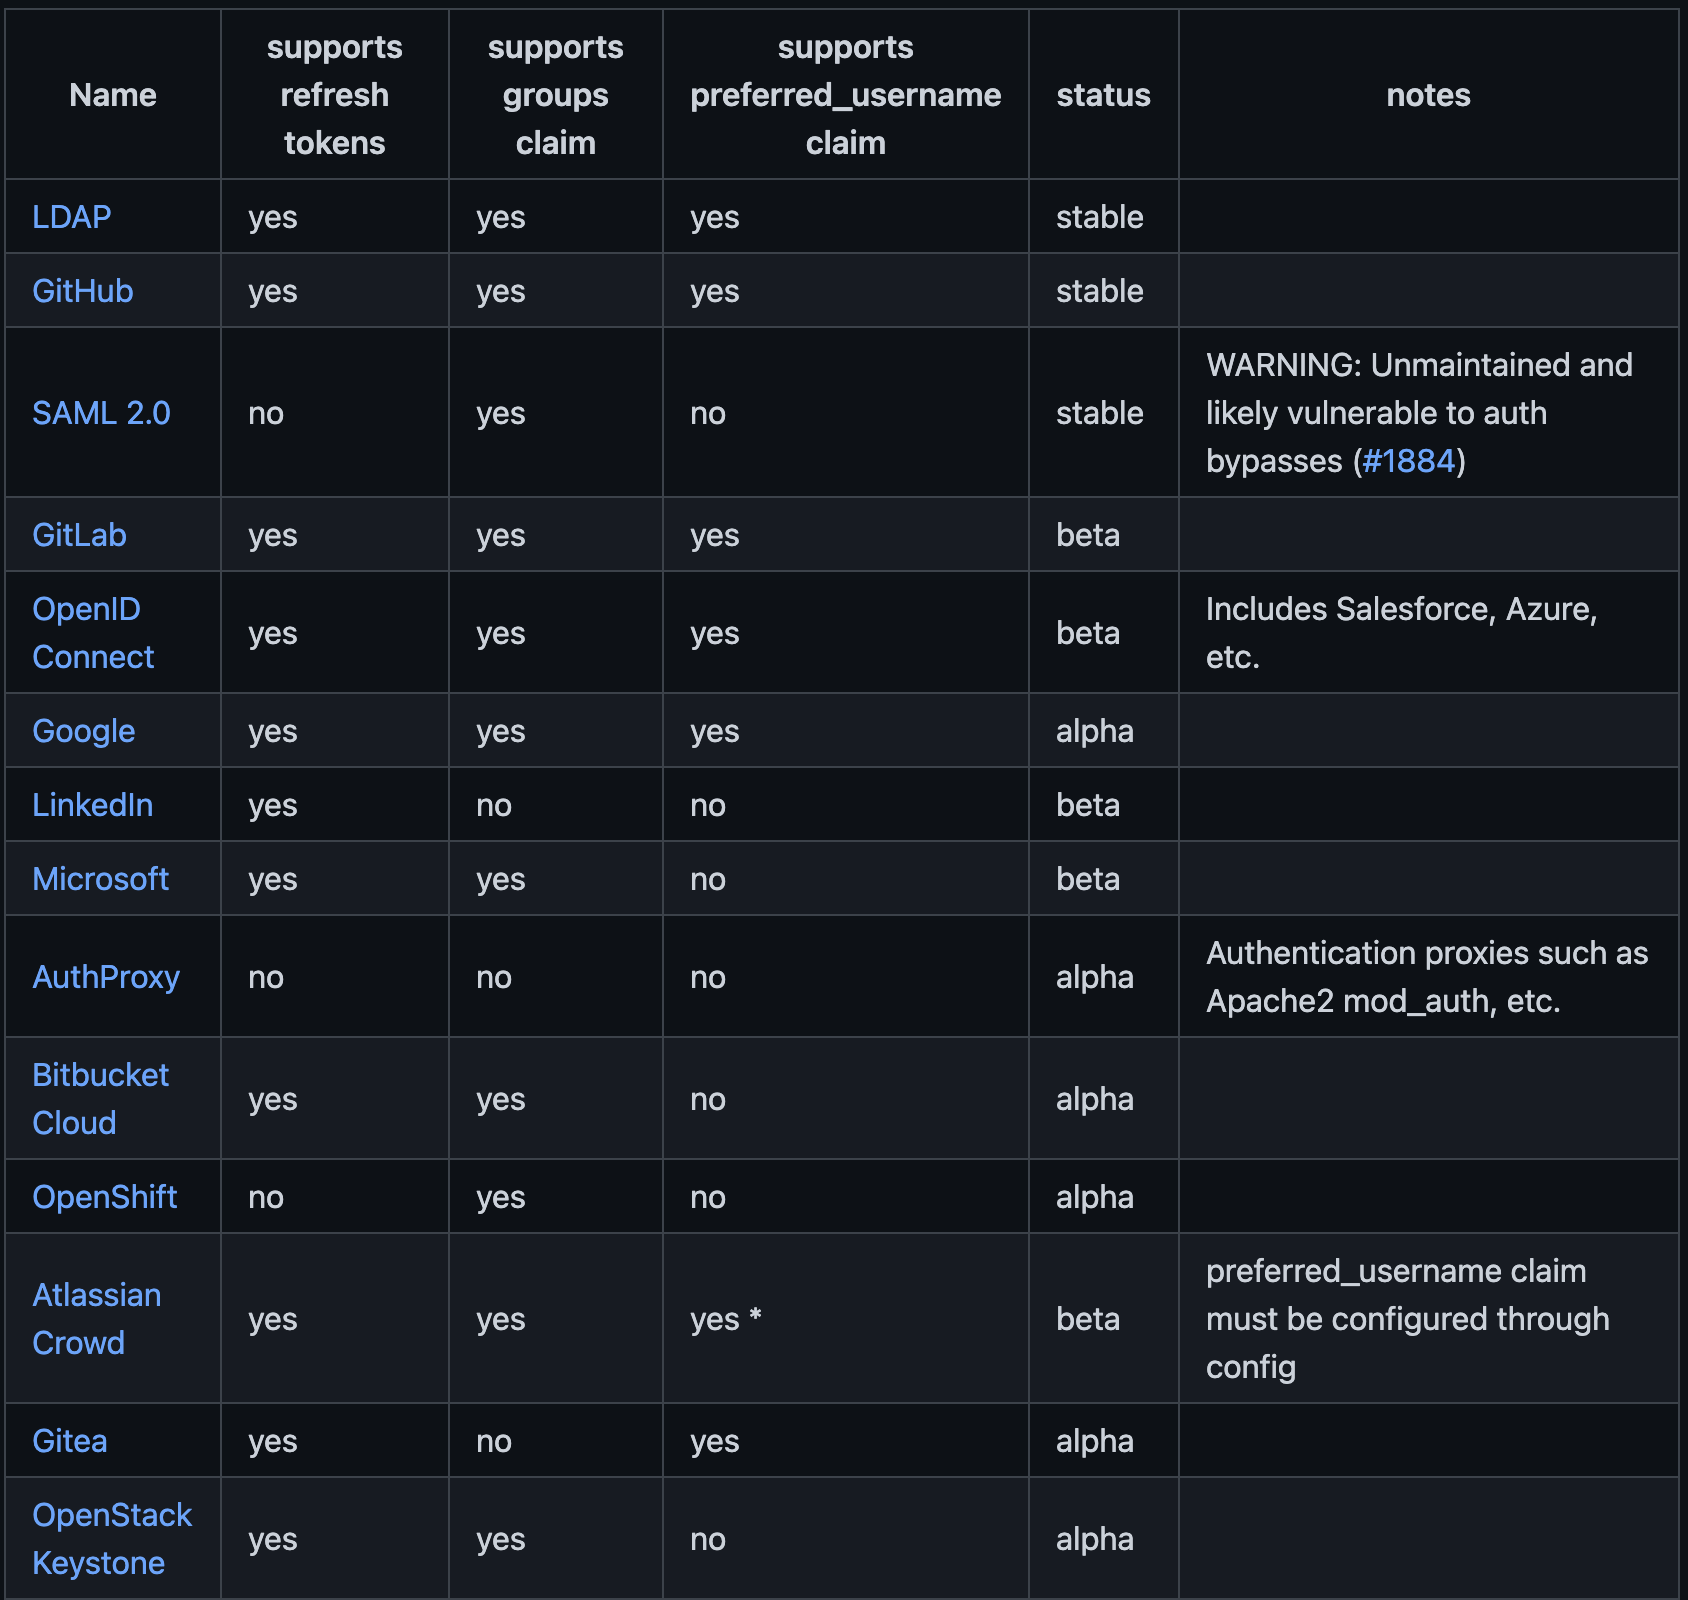 Name
supports
refresh
tokens
supports
groups
claim
supports
preferred_username
claim
status
notes
LDAP yes yes yes stable
GitHub yes yes yes stable
SAML 2.0 no yes no stable
WARNING: Unmaintained and
likely vulnerable to auth
bypasses (#1884)
GitLab yes yes yes beta
OpenID
Connect
yes yes yes beta
Includes Salesforce, Azure,
etc.
Google yes yes yes alpha
LinkedIn yes no no beta
Microsoft yes yes no beta
AuthProxy no no no alpha
Authentication proxies such as
Apache2 mod_auth, etc.
Bitbucket
Cloud
yes yes no alpha
OpenShift no yes no alpha
Atlassian
Crowd
yes yes yes * beta
preferred_username claim
must be configured through
config
Gitea yes no yes alpha
OpenStack
Keystone
yes yes no alpha